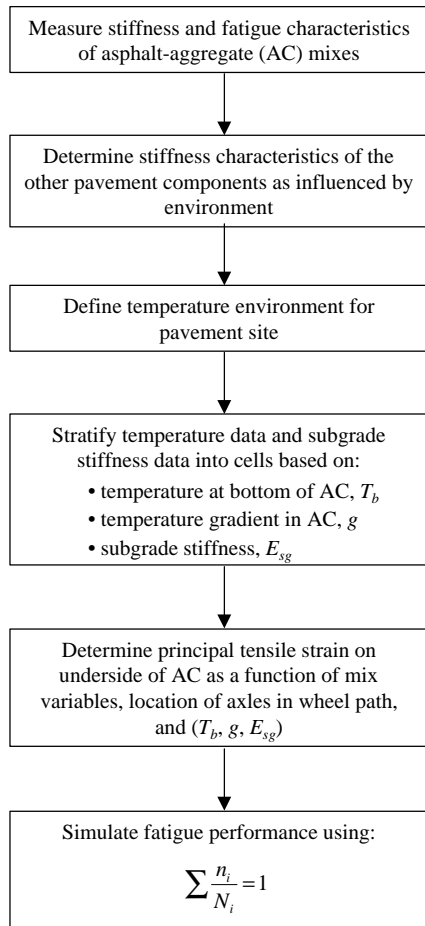 Measure stiffness and fatigue characteristics
of asphalt-aggregate (AC) mixes
Determine stiffness characteristics of the
other pavement components as influenced by
environment
Define temperature environment for
pavement site
Stratify temperature data and subgrade
stiffness data into cells based on:
• temperature at bottom of AC, T_b
• temperature gradient in AC, g
• subgrade stiffness, E_sg
Determine principal tensile strain on
underside of AC as a function of mix
variables, location of axles in wheel path,
and (T_b, g, E_sg)
Simulate fatigue performance using:
∑ n_i/N_i = 1